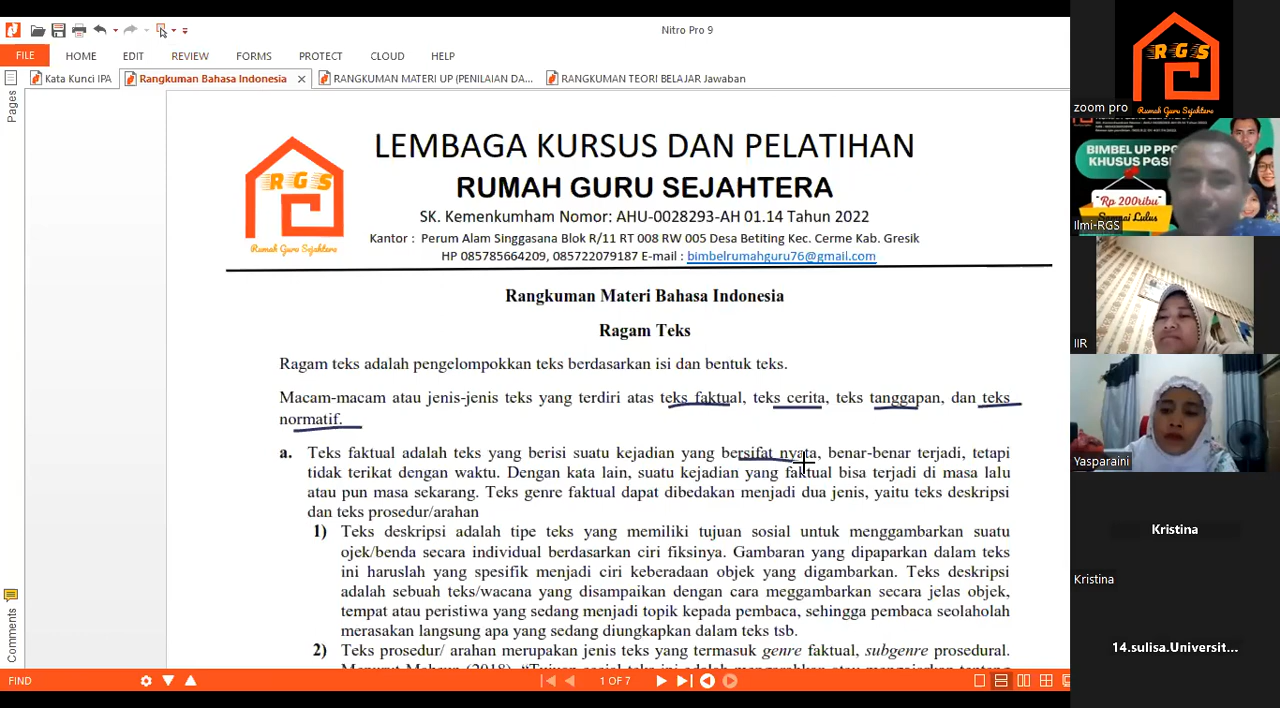 Nitro Pro 9
FILE HOME EDIT REVIEW FORMS PROTECT CLOUD HELP
Kata Kunci IPA Rangkuman Bahasa Indonesia RANGKUMAN MATERI UP (PENILAIAN DA... RANGKUMAN TEORI BELAJAR Jawaban
Pages
RGS
Rumah Guru Sejahtera
LEMBAGA KURSUS DAN PELATIHAN
RUMAH GURU SEJAHTERA
SK. Kemenkumham Nomor: AHU-0028293-AH 01.14 Tahun 2022
Kantor : Perum Alam Singgasana Blok R/11 RT 008 RW 005 Desa Betiting Kec. Cerme Kab. Gresik
HP 085785664209, 085722079187 E-mail : bimbelrumahguru76@gmail.com
Rangkuman Materi Bahasa Indonesia
Ragam Teks
Ragam teks adalah pengelompokkan teks berdasarkan isi dan bentuk teks.
Macam-macam atau jenis-jenis teks yang terdiri atas teks faktual, teks cerita, teks tanggapan, dan teks
normatif.
a. Teks faktual adalah teks yang berisi suatu kejadian yang bersifat nyata, benar-benar terjadi, tetapi
tidak terikat dengan waktu. Dengan kata lain, suatu kejadian yang faktual bisa terjadi di masa lalu
atau pun masa sekarang. Teks genre faktual dapat dibedakan menjadi dua jenis, yaitu teks deskripsi
dan teks prosedur/arahan
1) Teks deskripsi adalah tipe teks yang memiliki tujuan sosial untuk menggambarkan suatu
ojek/benda secara individual berdasarkan ciri fiksinya. Gambaran yang dipaparkan dalam teks
ini haruslah yang spesifik menjadi ciri keberadaan objek yang digambarkan. Teks deskripsi
adalah sebuah teks/wacana yang disampaikan dengan cara meggambarkan secara jelas objek,
tempat atau peristiwa yang sedang menjadi topik kepada pembaca, sehingga pembaca seolaholah
merasakan langsung apa yang sedang diungkapkan dalam teks tsb.
2) Teks prosedur/ arahan merupakan jenis teks yang termasuk genre faktual, subgenre prosedural.
Comments
FIND
1 OF 7
RGS
Rumah Guru Sejahtera
zoom pro
BIMBEL UP PPG
KHUSUS PGSD
Rp 200ribu
Sampai Lulus
Ilmi-RGS
IIR
Yasparaini
Kristina
Kristina
14.sulisa.Universit...